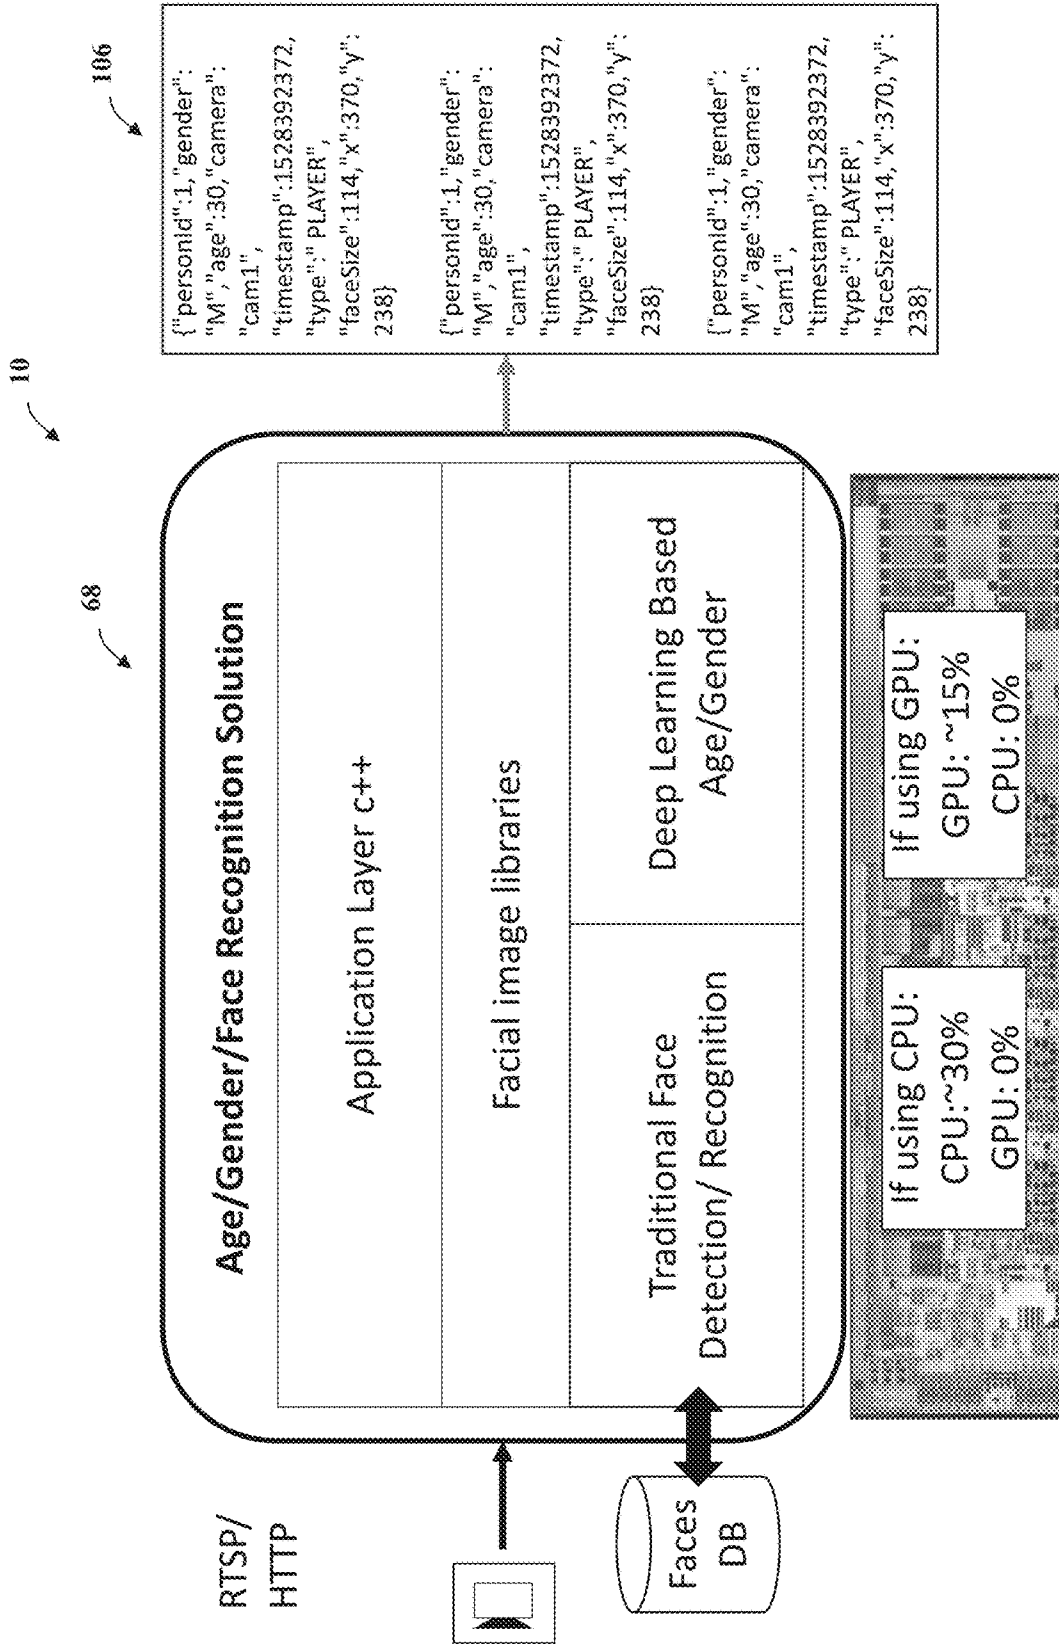 10
68
106
RTSP/
HTTP
Faces
DB
Age/Gender/Face Recognition Solution
Application Layer c++
Facial image libraries
Traditional Face
Detection/ Recognition
Deep Learning Based
Age/Gender
If using CPU:
CPU:~30%
GPU: 0%
If using GPU:
GPU: ~15%
CPU: 0%
{"personId":1,"gender":
"M","age":30,"camera":
"cam1",
"timestamp":1528392372,
"type":" PLAYER",
"faceSize":114,"x":370,"y":
238}
{"personId":1,"gender":
"M","age":30,"camera":
"cam1",
"timestamp":1528392372,
"type":" PLAYER",
"faceSize":114,"x":370,"y":
238}
{"personId":1,"gender":
"M","age":30,"camera"
"cam1",
"timestamp":1528392372,
"type":" PLAYER",
"faceSize":114,"x":370,"y":
238}